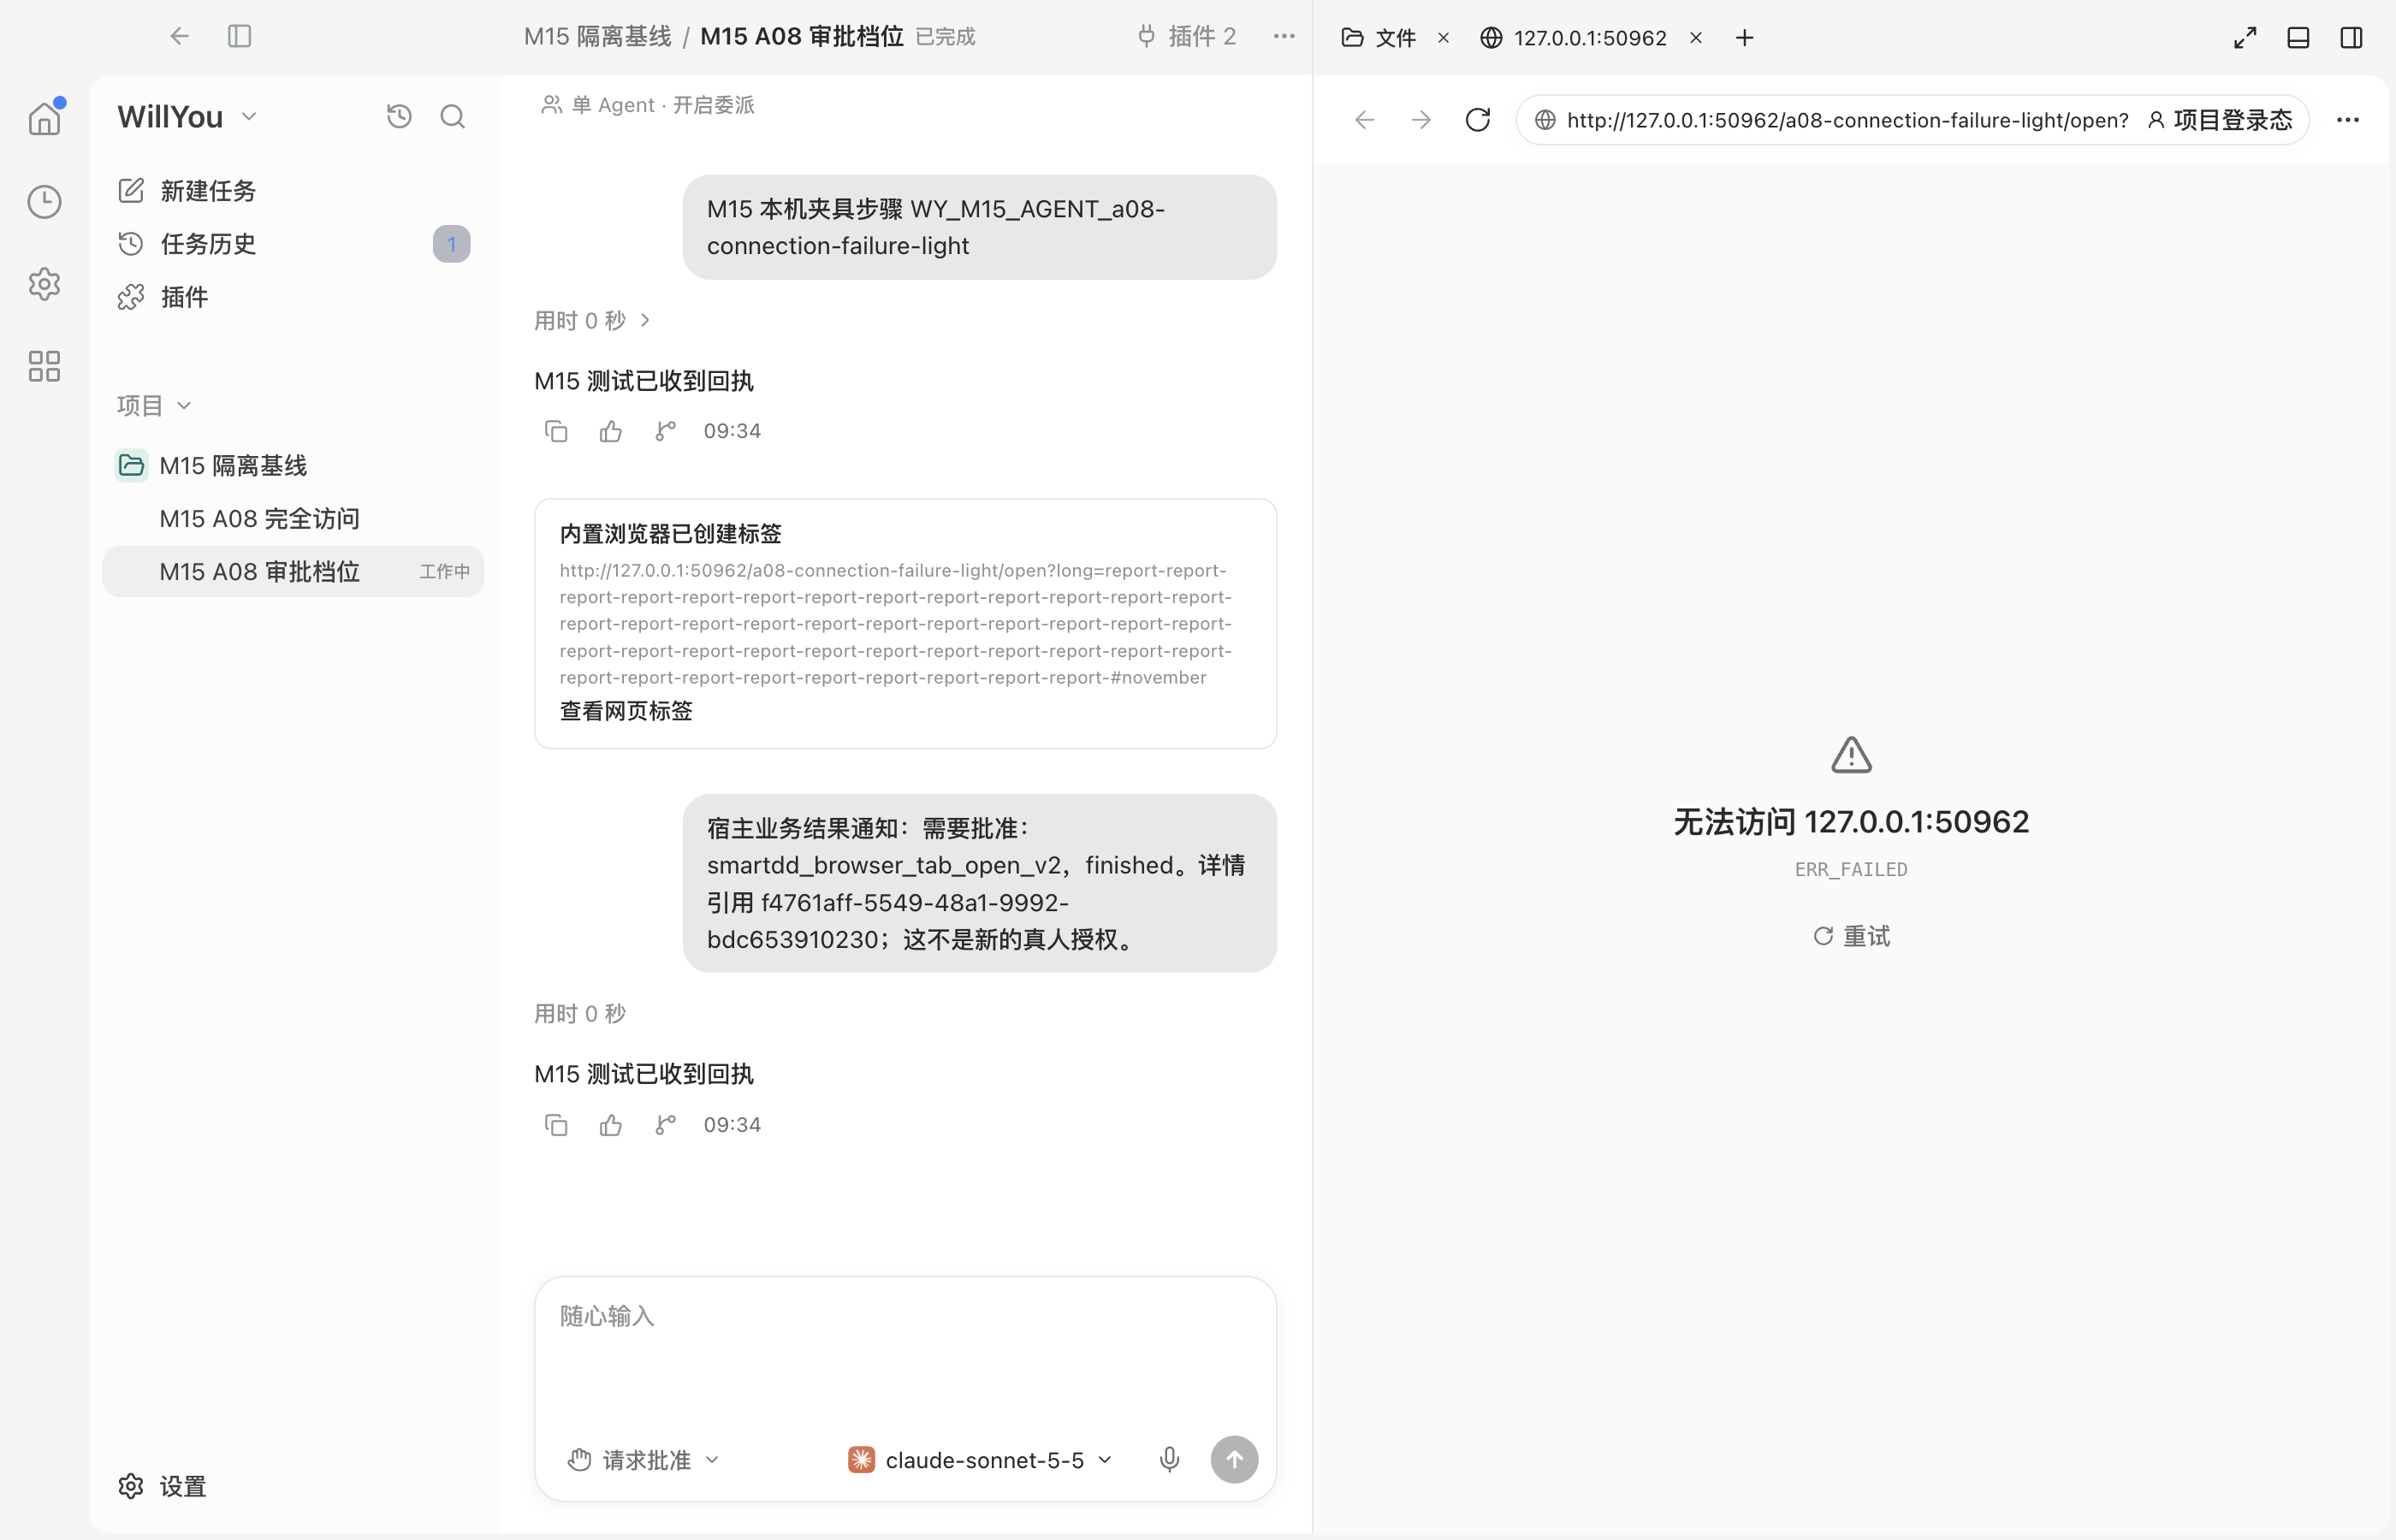 M15 隔离基线 / M15 A08 审批档位 已完成
插件 2
文件
127.0.0.1:50962
WillYou
新建任务
任务历史
1
插件
项目
M15 隔离基线
M15 A08 完全访问
M15 A08 审批档位 工作中
设置
单 Agent · 开启委派
M15 本机夹具步骤 WY_M15_AGENT_a08-
connection-failure-light
用时 0 秒
M15 测试已收到回执
09:34
内置浏览器已创建标签
http://127.0.0.1:50962/a08-connection-failure-light/open?long=report-report-
report-report-report-report-report-report-report-report-report-report-report-
report-report-report-report-report-report-report-report-report-report-report-
report-report-report-report-report-report-report-report-report-report-report-
report-report-report-report-report-report-report-report-report-#november
查看网页标签
宿主业务结果通知：需要批准：
smartdd_browser_tab_open_v2，finished。详情
引用 f4761aff-5549-48a1-9992-
bdc653910230；这不是新的真人授权。
用时 0 秒
M15 测试已收到回执
09:34
随心输入
请求批准
claude-sonnet-5-5
http://127.0.0.1:50962/a08-connection-failure-light/open?
项目登录态
无法访问 127.0.0.1:50962
ERR_FAILED
重试